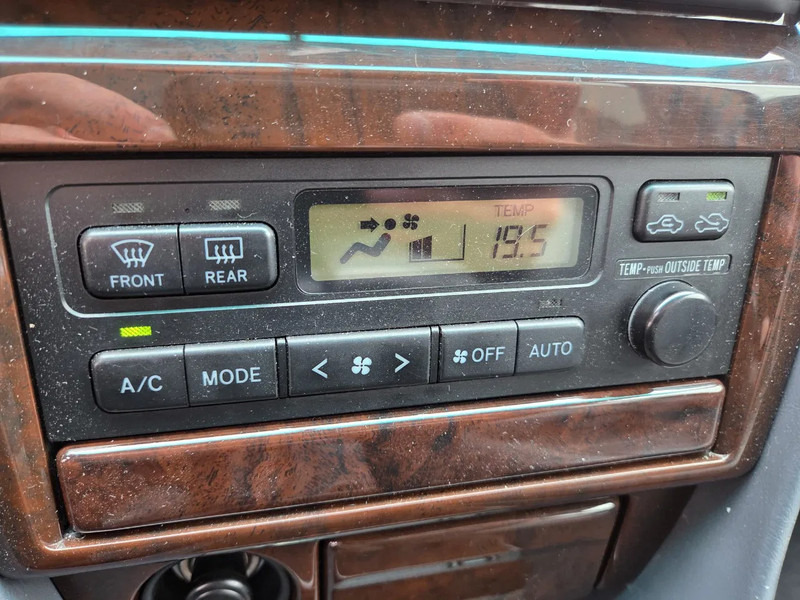 TEMP
19.5
FRONT
REAR
TEMP•PUSH OUTSIDE TEMP
A/C
MODE
< >
OFF
AUTO